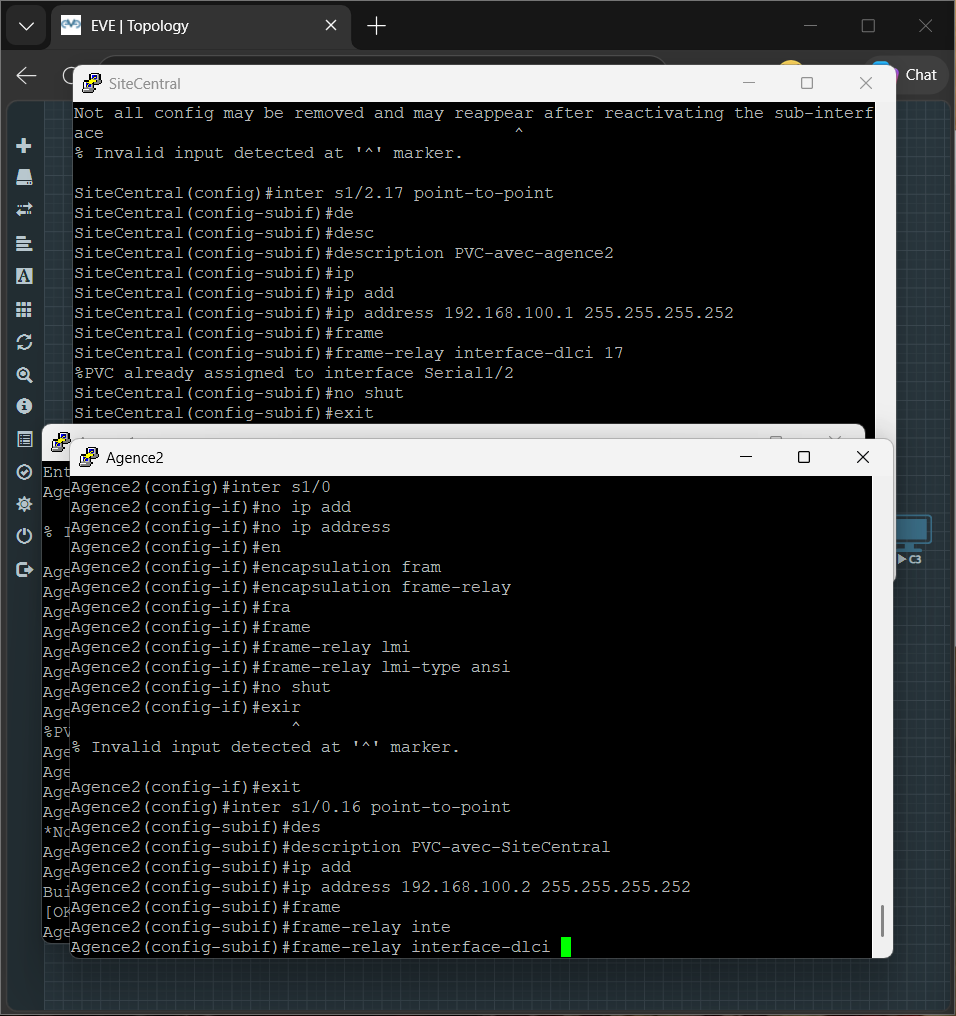 EVE | Topology
Chat
SiteCentral
Not all config may be removed and may reappear after reactivating the sub-interf
ace ^
% Invalid input detected at '^' marker.
SiteCentral(config)#inter s1/2.17 point-to-point
SiteCentral(config-subif)#de
SiteCentral(config-subif)#desc
SiteCentral(config-subif)#description PVC-avec-agence2
SiteCentral(config-subif)#ip
SiteCentral(config-subif)#ip add
SiteCentral(config-subif)#ip address 192.168.100.1 255.255.255.252
SiteCentral(config-subif)#frame
SiteCentral(config-subif)#frame-relay interface-dlci 17
%PVC already assigned to interface Serial1/2
SiteCentral(config-subif)#no shut
SiteCentral(config-subif)#exit
Agence2
Agence2(config)#inter s1/0
Agence2(config-if)#no ip add
Agence2(config-if)#no ip address
Agence2(config-if)#en
Agence2(config-if)#encapsulation fram
Agence2(config-if)#encapsulation frame-relay
Agence2(config-if)#fra
Agence2(config-if)#frame
Agence2(config-if)#frame-relay lmi
Agence2(config-if)#frame-relay lmi-type ansi
Agence2(config-if)#no shut
Agence2(config-if)#exir
^
% Invalid input detected at '^' marker.
Agence2(config-if)#exit
Agence2(config)#inter s1/0.16 point-to-point
Agence2(config-subif)#des
Agence2(config-subif)#description PVC-avec-SiteCentral
Agence2(config-subif)#ip add
Agence2(config-subif)#ip address 192.168.100.2 255.255.255.252
Agence2(config-subif)#frame
Agence2(config-subif)#frame-relay inte
Agence2(config-subif)#frame-relay interface-dlci
C3